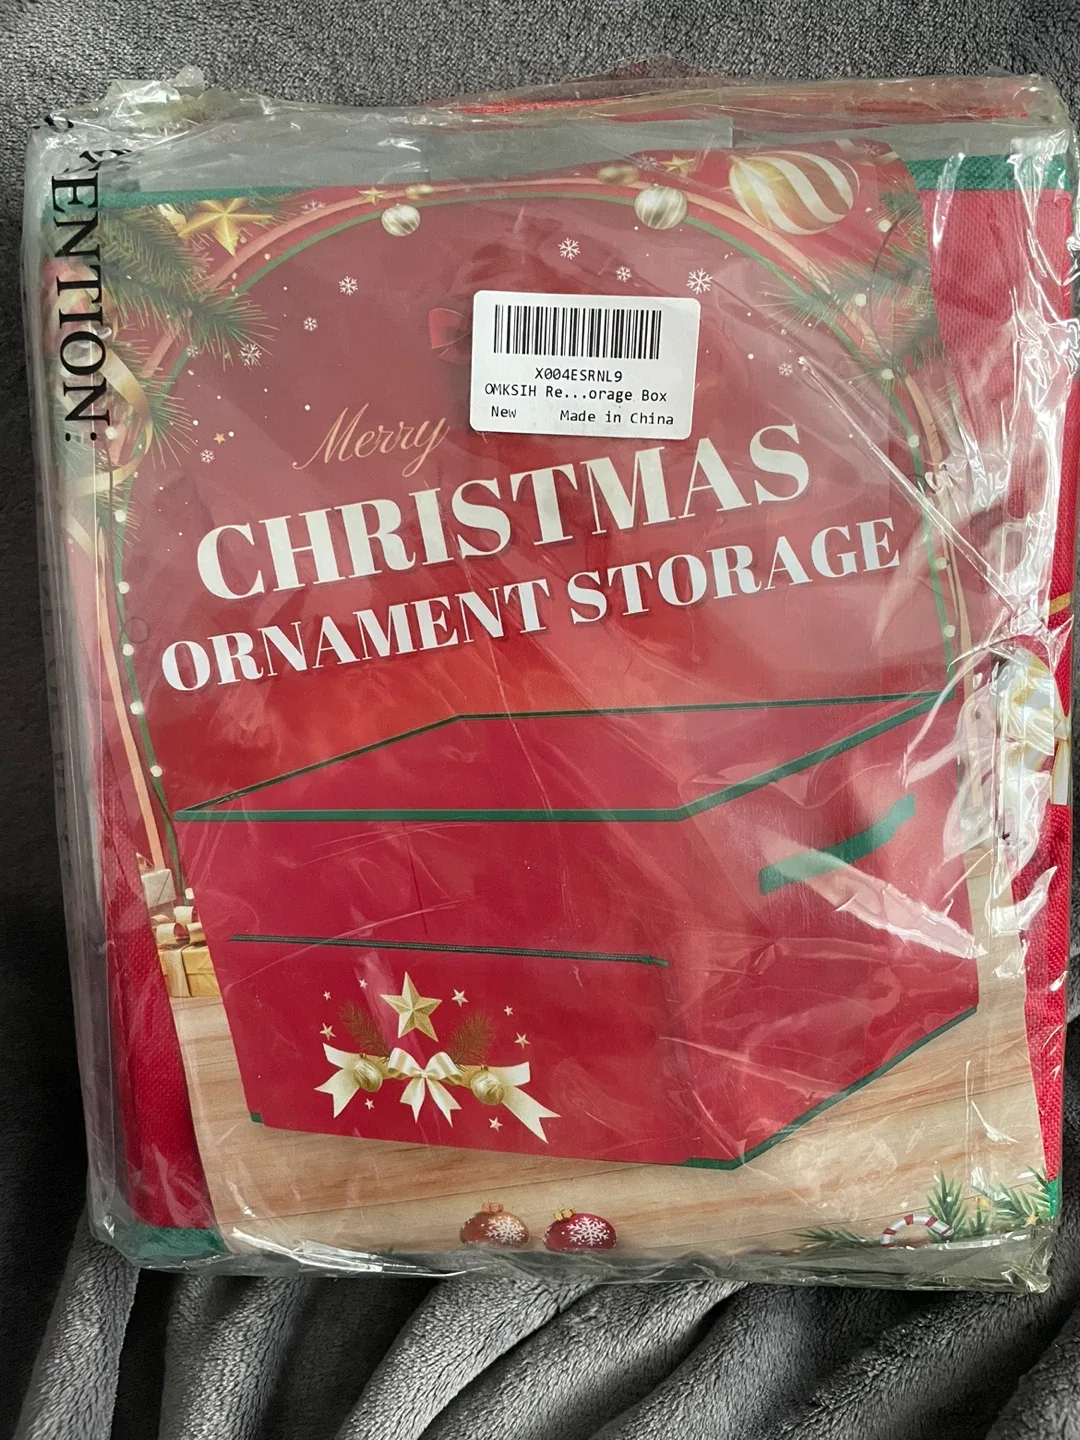 X004ESRNL9
OMKSIH Re...orage Box
New Made in China
Merry
CHRISTMAS
ORNAMENT STORAGE
ENTION: